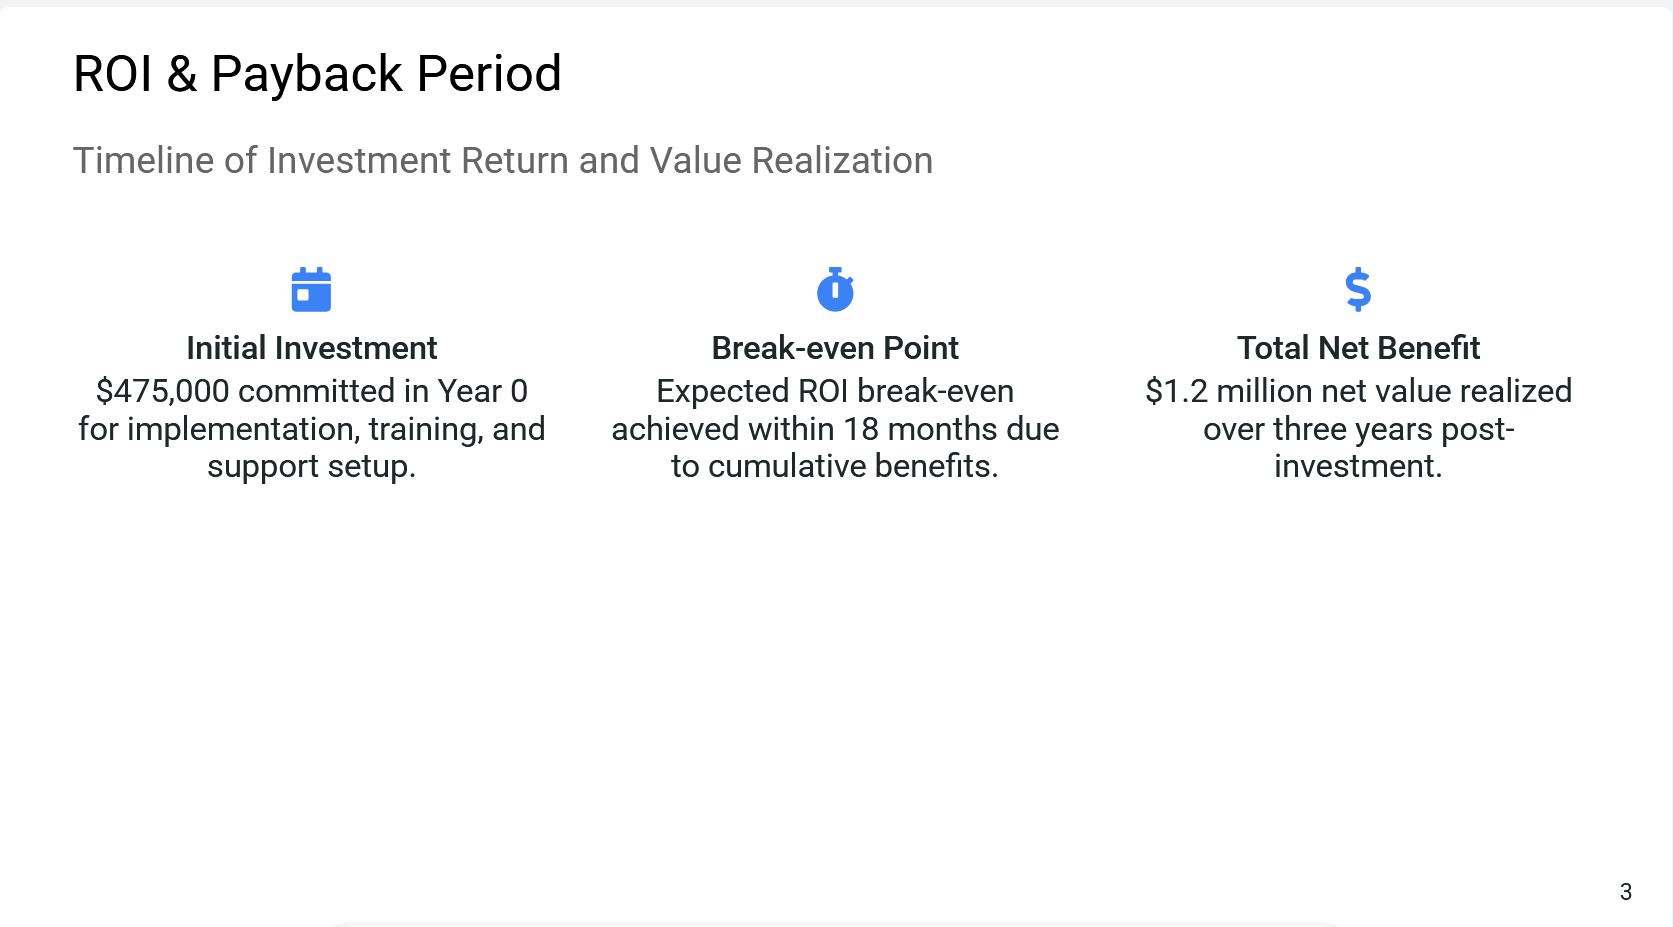 ROI & Payback Period
Timeline of Investment Return and Value Realization
Initial Investment
$475,000 committed in Year 0
for implementation, training, and
support setup.
Break-even Point
Expected ROI break-even
achieved within 18 months due
to cumulative benefits.
Total Net Benefit
$1.2 million net value realized
over three years post-
investment.
3